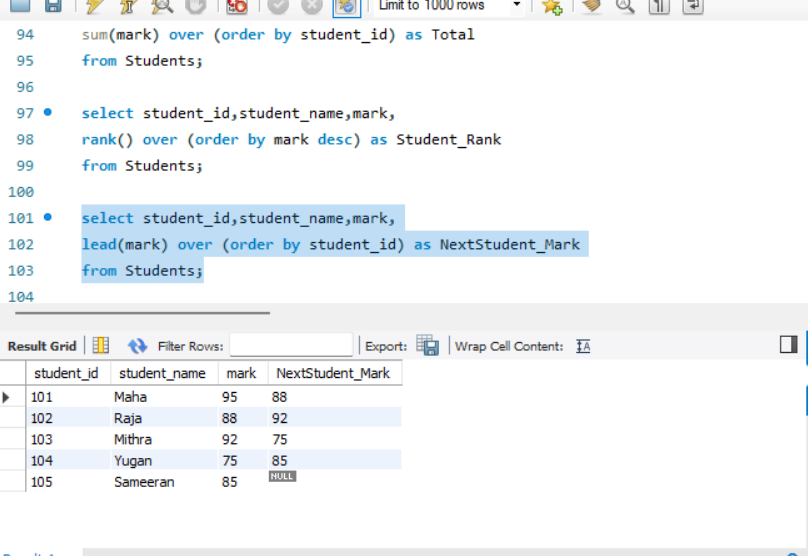 Limit to 1000 rows
94 sum(mark) over (order by student_id) as Total
95 from Students;
96
97 select student_id,student_name,mark,
98 rank() over (order by mark desc) as Student_Rank
99 from Students;
100
101 select student_id,student_name,mark,
102 lead(mark) over (order by student_id) as NextStudent_Mark
103 from Students;
104
Result Grid Filter Rows: Export: Wrap Cell Content: IA
student_id student_name mark NextStudent_Mark
101 Maha 95 88
102 Raja 88 92
103 Mithra 92 75
104 Yugan 75 85
105 Sameeran 85 NULL